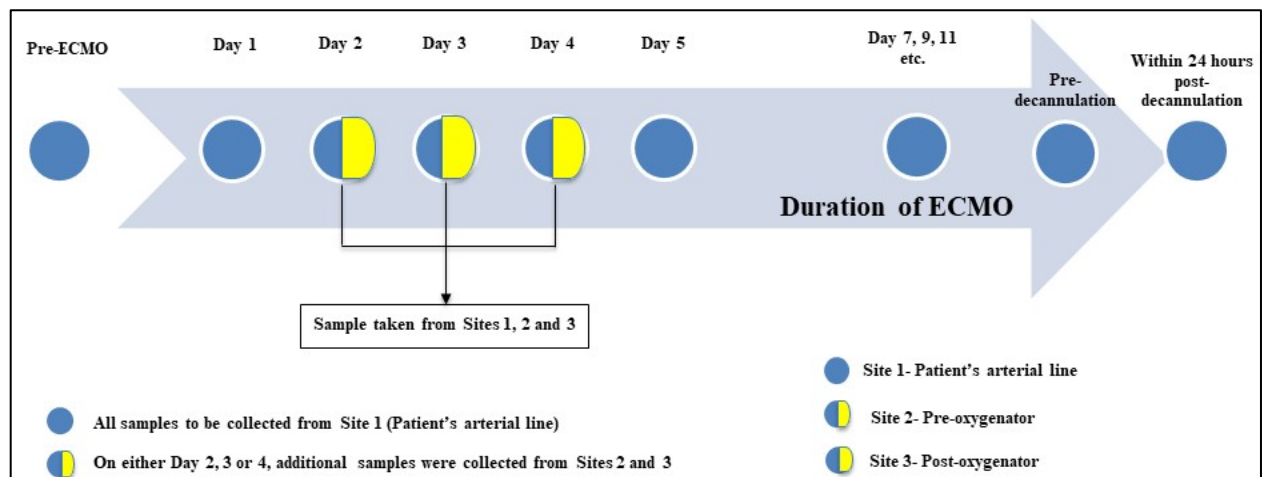 Pre-ECMO
Day 1
Day 2
Day 3
Day 4
Day 5
Day 7, 9, 11
etc.
Pre-
decannulation
Within 24 hours
post-
decannulation
Duration of ECMO
Sample taken from Sites 1, 2 and 3
All samples to be collected from Site 1 (Patient's arterial line)
On either Day 2, 3 or 4, additional samples were collected from Sites 2 and 3
Site 1- Patient's arterial line
Site 2- Pre-oxygenator
Site 3- Post-oxygenator